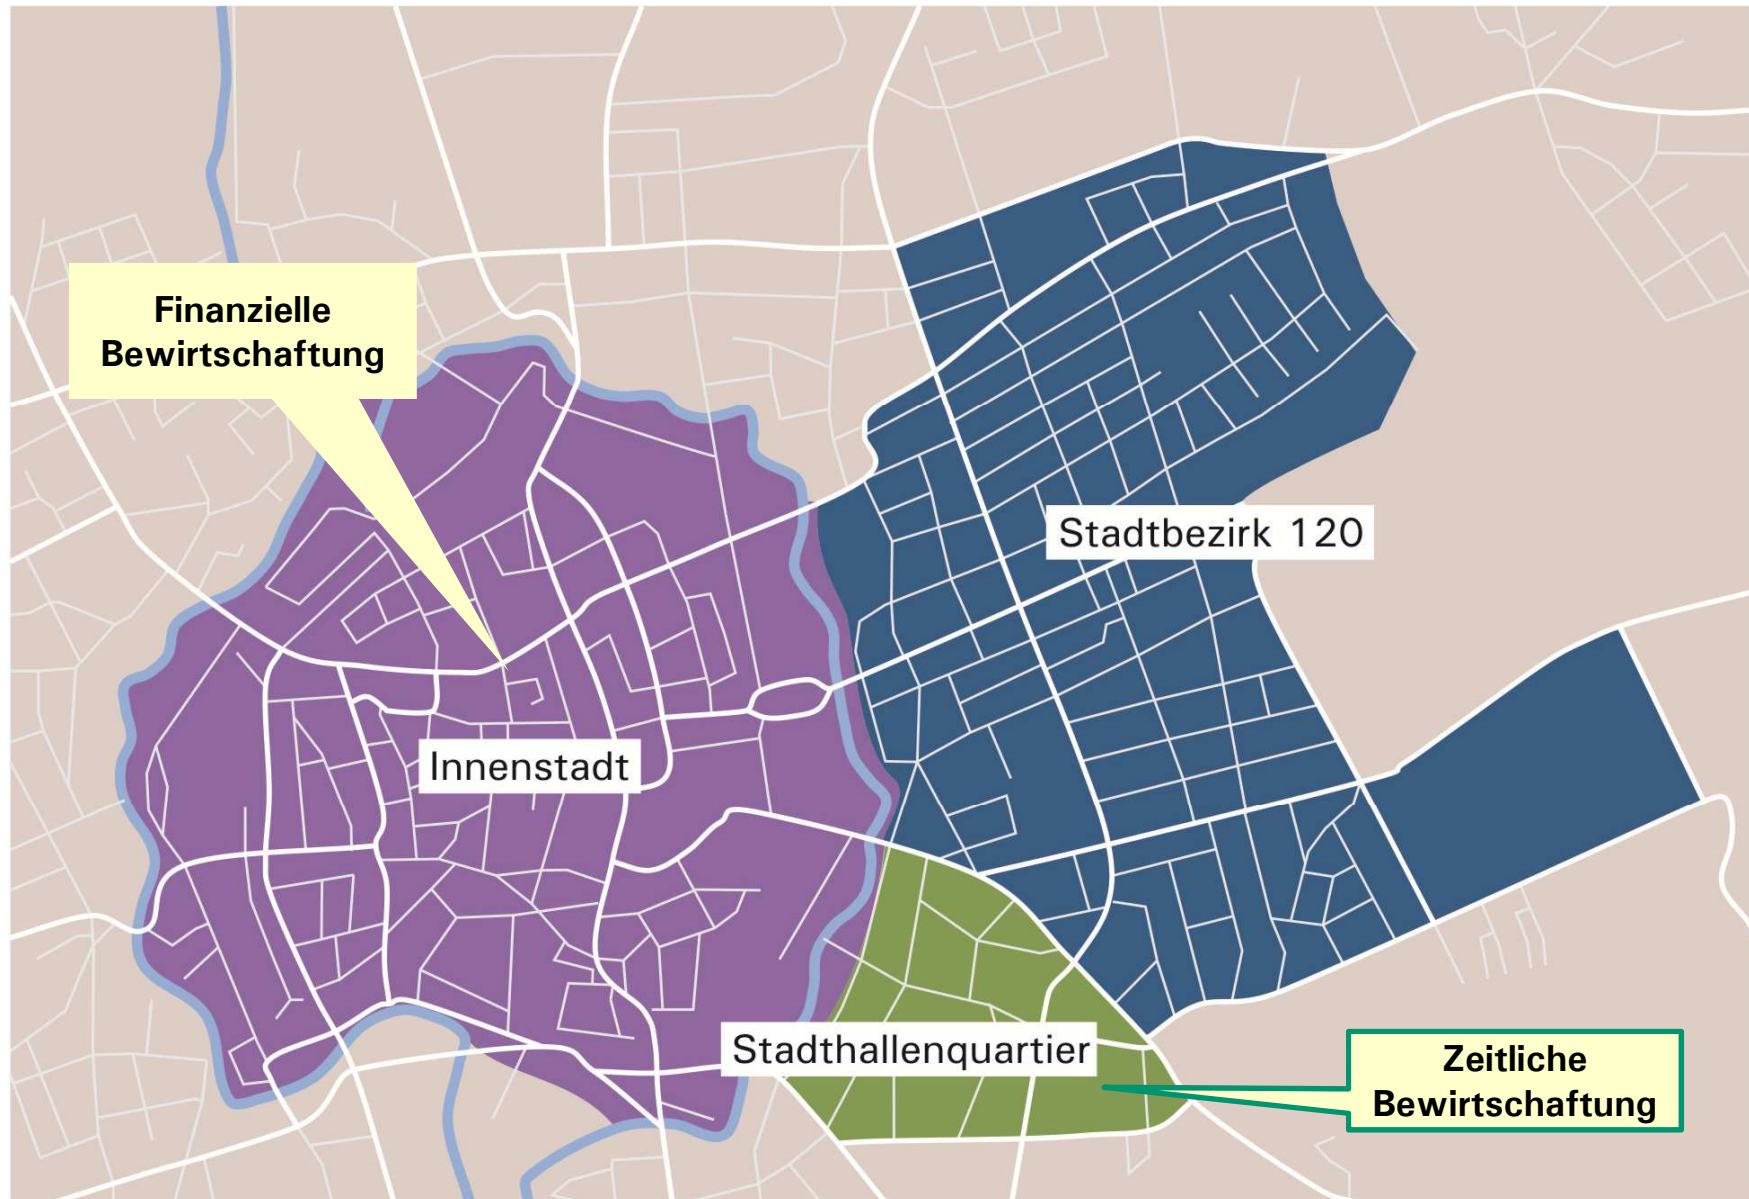 Finanzielle
Bewirtschaftung
Stadtbezirk 120
Innenstadt
Stadthallenquartier
Zeitliche
Bewirtschaftung